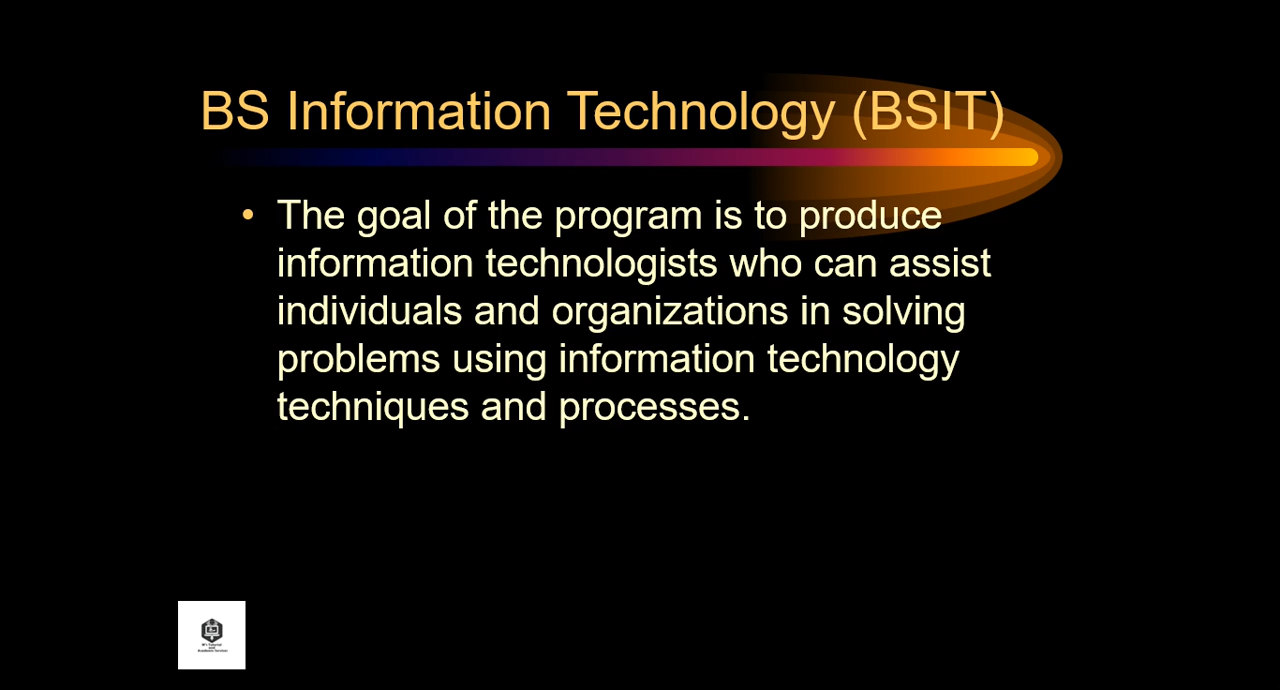 BS Information Technology (BSIT)
• The goal of the program is to produce
information technologists who can assist
individuals and organizations in solving
problems using information technology
techniques and processes.